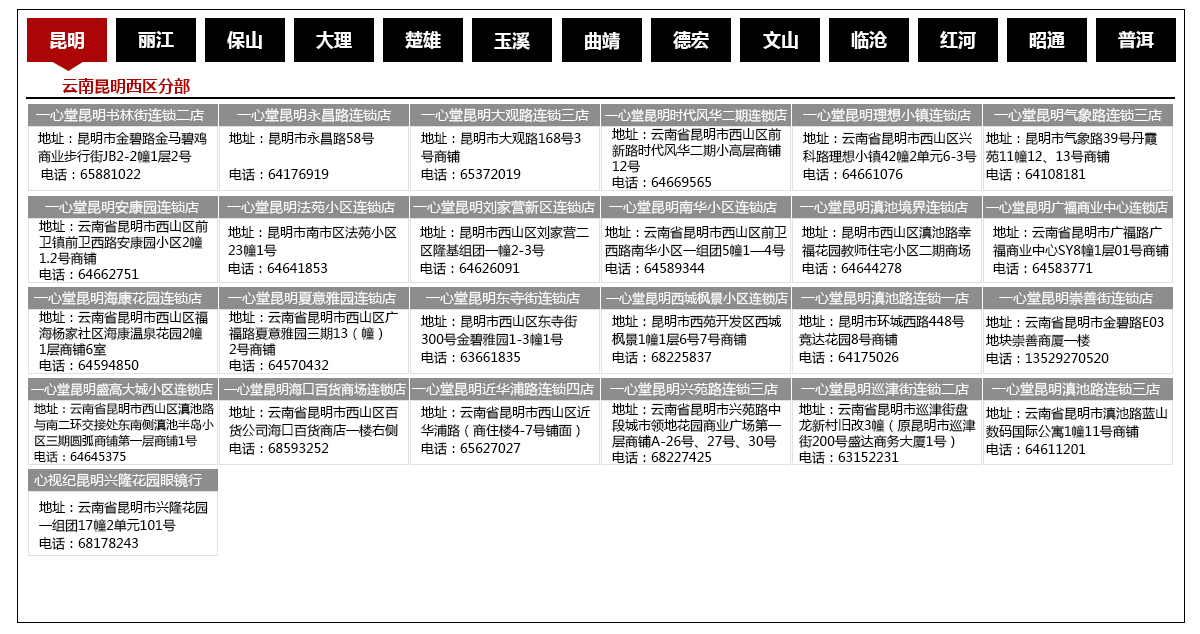 昆明 丽江 保山 大理 楚雄 玉溪 曲靖 德宏 文山 临沧 红河 昭通 普洱
云南昆明西区分部
一心堂昆明书林街连锁二店
地址：昆明市金碧路金马碧鸡
商业步行街JB2-2幢1层2号
电话：65881022
一心堂昆明永昌路连锁店
地址：昆明市永昌路58号
电话：64176919
一心堂昆明大观路连锁三店
地址：昆明市大观路168号3
号商铺
电话：65372019
一心堂昆明时代风华二期连锁店
地址：云南省昆明市西山区前
新路时代风华二期小高层商铺
12号
电话：64669565
一心堂昆明理想小镇连锁店
地址：云南省昆明市西山区兴
科路理想小镇42幢2单元6-3号
电话：64661076
一心堂昆明气象路连锁三店
地址：昆明市气象路39号丹霞
苑11幢12、13号商铺
电话：64108181
一心堂昆明安康园连锁店
地址：云南省昆明市西山区前
卫镇前卫西路安康园小区2幢
1.2号商铺
电话：64662751
一心堂昆明法苑小区连锁店
地址：昆明市南市区法苑小区
23幢1号
电话：64641853
一心堂昆明刘家营新区连锁店
地址：昆明市西山区刘家营二
区隆基组团一幢2-3号
电话：64626091
一心堂昆明南华小区连锁店
地址：云南省昆明市西山区前卫
西路南华小区一组团5幢1—4号
电话：64589344
一心堂昆明滇池境界连锁店
地址：昆明市西山区滇池路幸
福花园教师住宅小区二期商场
电话：64644278
一心堂昆明广福商业中心连锁店
地址：云南省昆明市广福路广
福商业中心SY8幢1层01号商铺
电话：64583771
一心堂昆明海康花园连锁店
地址：云南省昆明市西山区福
海杨家社区海康温泉花园2幢
1层商铺6室
电话：64594850
一心堂昆明夏意雅园连锁店
地址：云南省昆明市西山区广
福路夏意雅园三期13（幢）
2号商铺
电话：64570432
一心堂昆明东寺街连锁店
地址：昆明市西山区东寺街
300号金碧雅园1-3幢1号
电话：63661835
一心堂昆明西城枫景小区连锁店
地址：昆明市西苑开发区西城
枫景1幢1层6号7号商铺
电话：68225837
一心堂昆明滇池路连锁一店
地址：昆明市环城西路448号
竞达花园8号商铺
电话：64175026
一心堂昆明崇善街连锁店
地址：云南省昆明市金碧路E03
地块崇善商厦一楼
电话：13529270520
一心堂昆明盛高大城小区连锁店
地址：云南省昆明市西山区滇池路
与南二环交接处东南侧滇池半岛小
区三期圆弧商铺第一层商铺1号
电话：64645375
一心堂昆明海口百货商场连锁店
地址：云南省昆明市西山区百
货公司海口百货商店一楼右侧
电话：68593252
一心堂昆明近华浦路连锁四店
地址：云南省昆明市西山区近
华浦路（商住楼4-7号铺面）
电话：65627027
一心堂昆明兴苑路连锁三店
地址：云南省昆明市兴苑路中
段城市领地花园商业广场第一
层商铺A-26号、27号、30号
电话：68227425
一心堂昆明巡津街连锁二店
地址：云南省昆明市巡津街盘
龙新村旧改3幢（原昆明市巡津
街200号盛达商务大厦1号）
电话：63152231
一心堂昆明滇池路连锁三店
地址：云南省昆明市滇池路蓝山
数码国际公寓1幢11号商铺
电话：64611201
心视纪昆明兴隆花园眼镜行
地址：云南省昆明市兴隆花园
一组团17幢2单元101号
电话：68178243